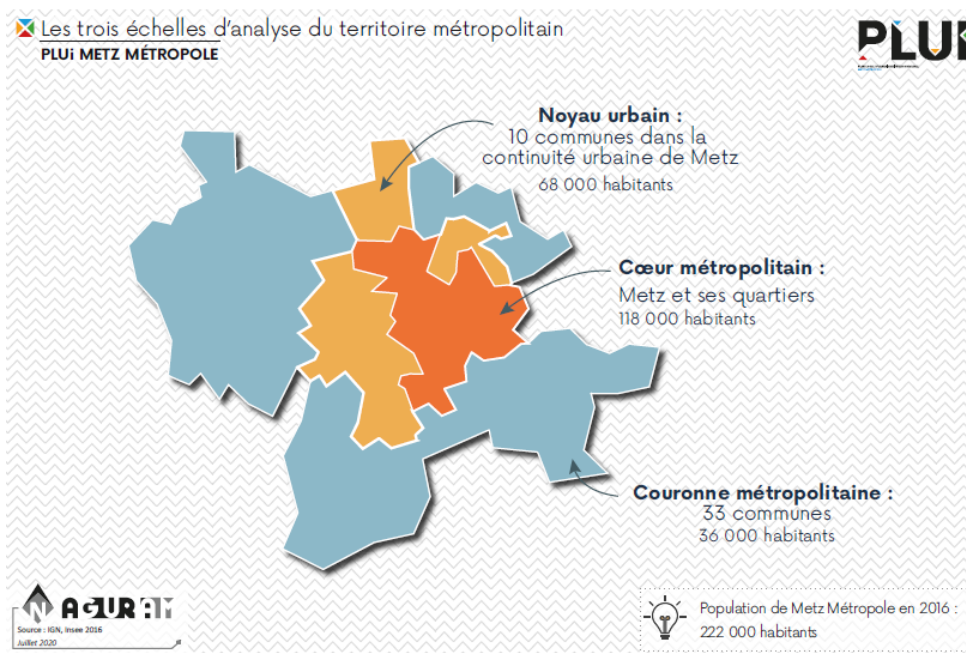 Les trois échelles d'analyse du territoire métropolitain
PLUi METZ MÉTROPOLE
PLUi
Noyau urbain :
10 communes dans la
continuité urbaine de Metz
68 000 habitants
Cœur métropolitain :
Metz et ses quartiers
118 000 habitants
Couronne métropolitaine :
33 communes
36 000 habitants
N AGURAM
Source : IGN, Insee 2016
Juillet 2020
Population de Metz Métropole en 2016 :
222 000 habitants